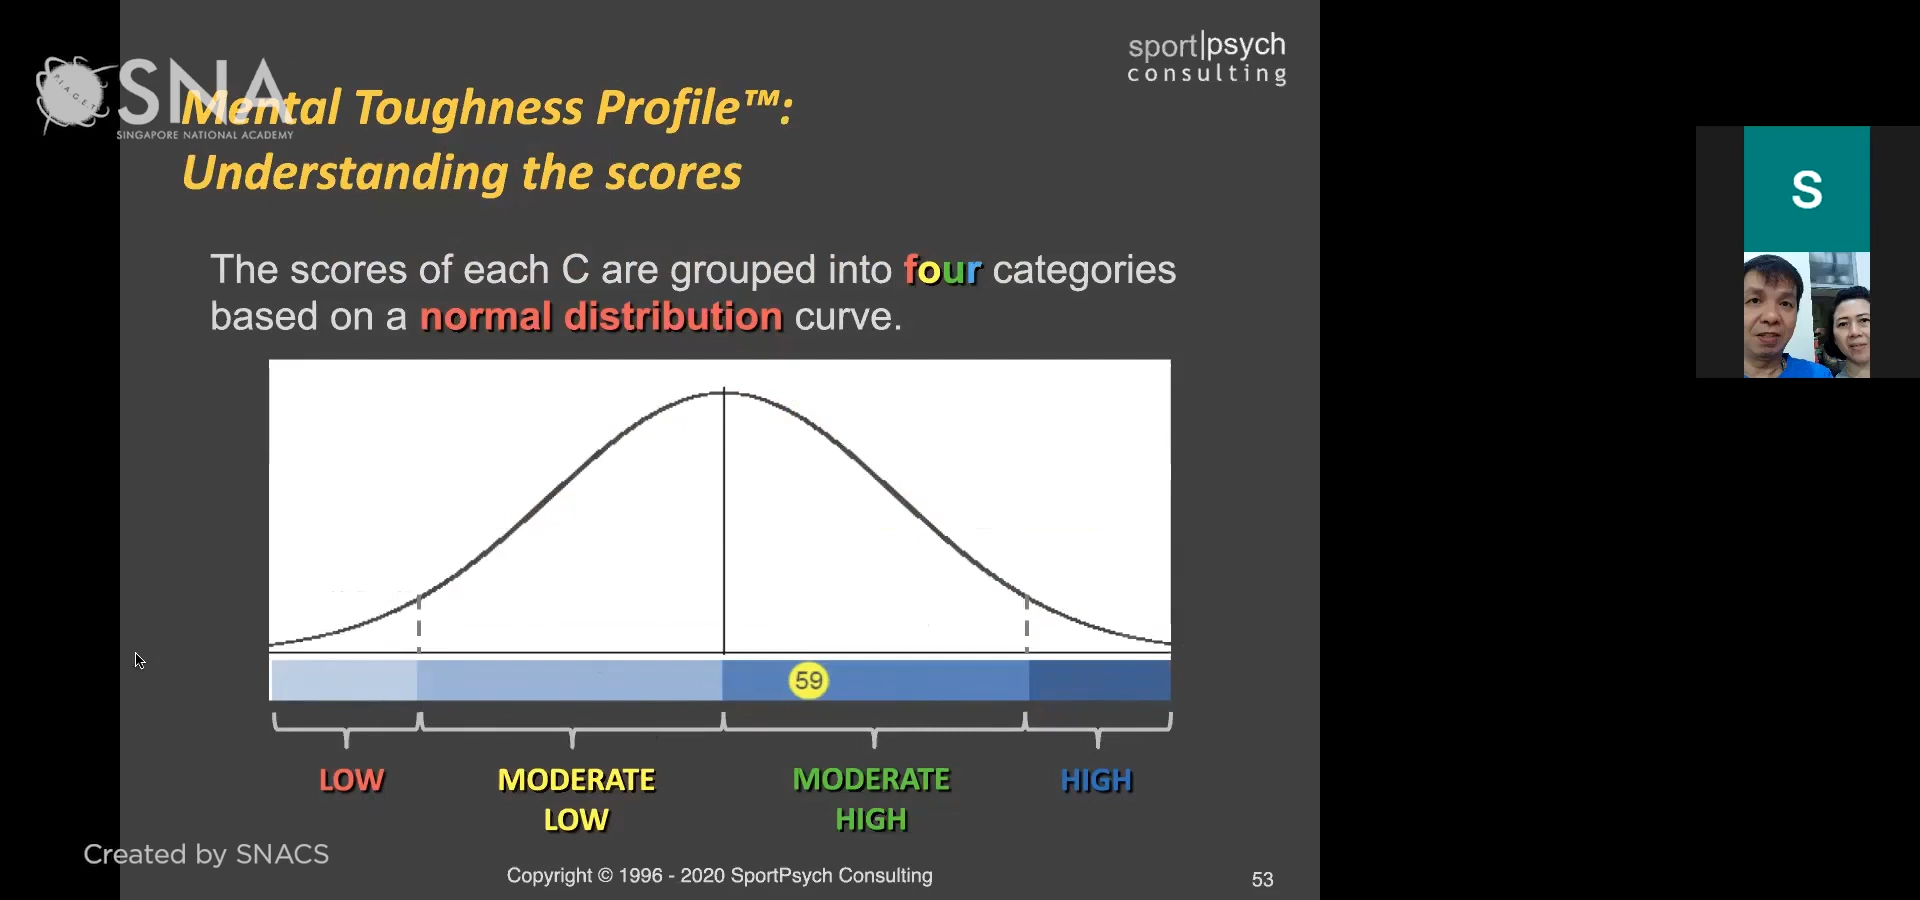 sport|psych
consulting
SNA
SINGAPORE NATIONAL ACADEMY
PIAGET
Mental Toughness Profile™:
Understanding the scores
The scores of each C are grouped into four categories
based on a normal distribution curve.
59
LOW
MODERATE
LOW
MODERATE
HIGH
HIGH
Created by SNACS
Copyright © 1996 - 2020 SportPsych Consulting
53
S